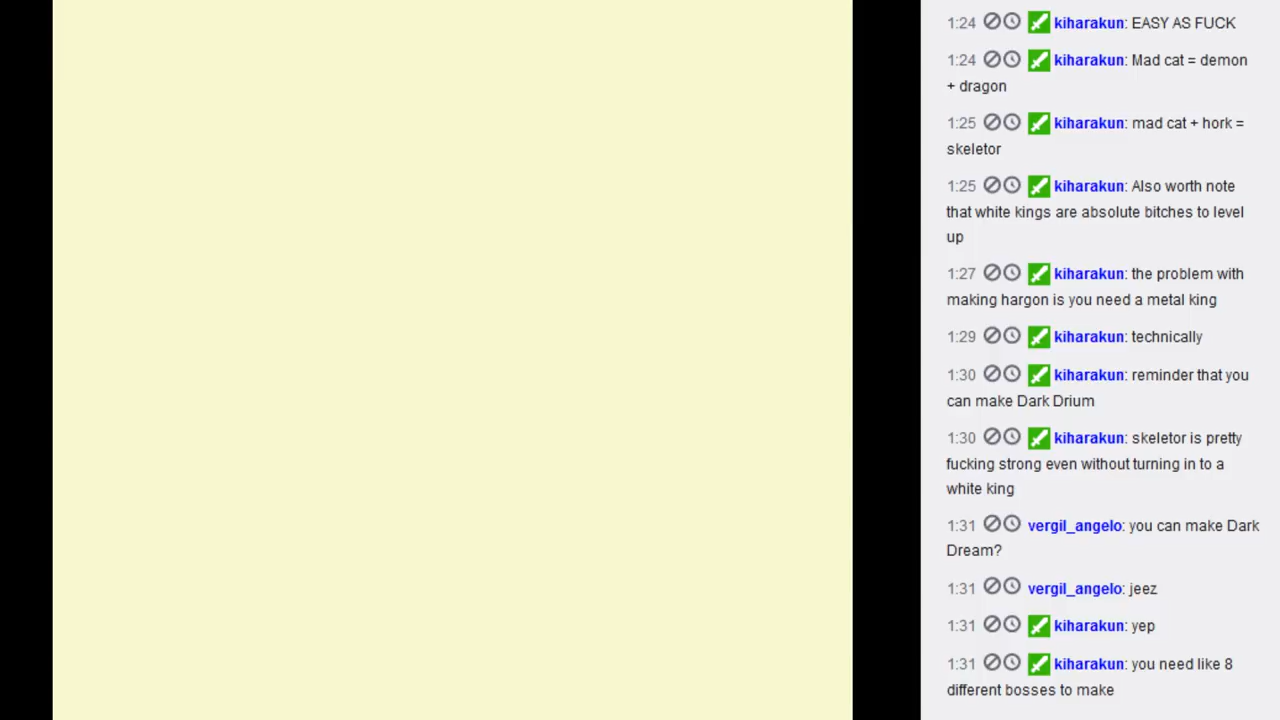 1:24 kiharakun: EASY AS FUCK
1:24 kiharakun: Mad cat = demon
+ dragon
1:25 kiharakun: mad cat + hork =
skeletor
1:25 kiharakun: Also worth note
that white kings are absolute bitches to level
up
1:27 kiharakun: the problem with
making hargon is you need a metal king
1:29 kiharakun: technically
1:30 kiharakun: reminder that you
can make Dark Drium
1:30 kiharakun: skeletor is pretty
fucking strong even without turning in to a
white king
1:31 vergil_angelo: you can make Dark
Dream?
1:31 vergil_angelo: jeez
1:31 kiharakun: yep
1:31 kiharakun: you need like 8
different bosses to make